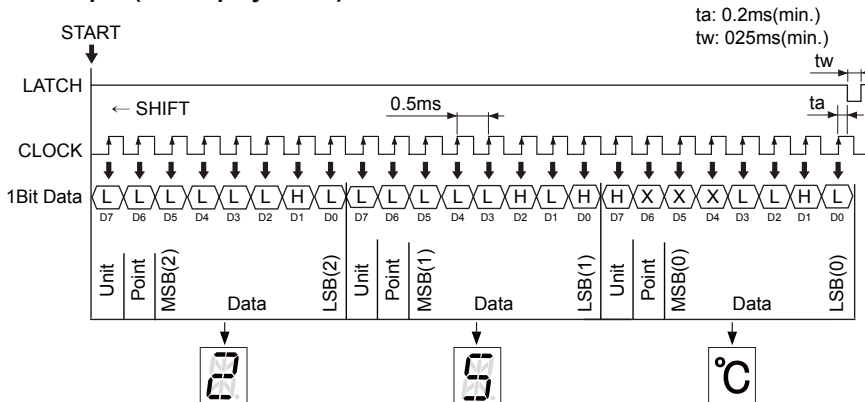 ta: 0.2ms(min.)
tw: 025ms(min.)
START
tw
LATCH
← SHIFT
0.5ms
ta
CLOCK
1Bit Data L L L L L L H L L L L L L H L H H X X X L L H L
D7 D6 D5 D4 D3 D2 D1 D0 D7 D6 D5 D4 D3 D2 D1 D0 D7 D6 D5 D4 D3 D2 D1 D0
Unit Point MSB(2) Data LSB(2) Unit Point MSB(1) Data LSB(1) Unit Point MSB(0) Data LSB(0)
2 5 °C